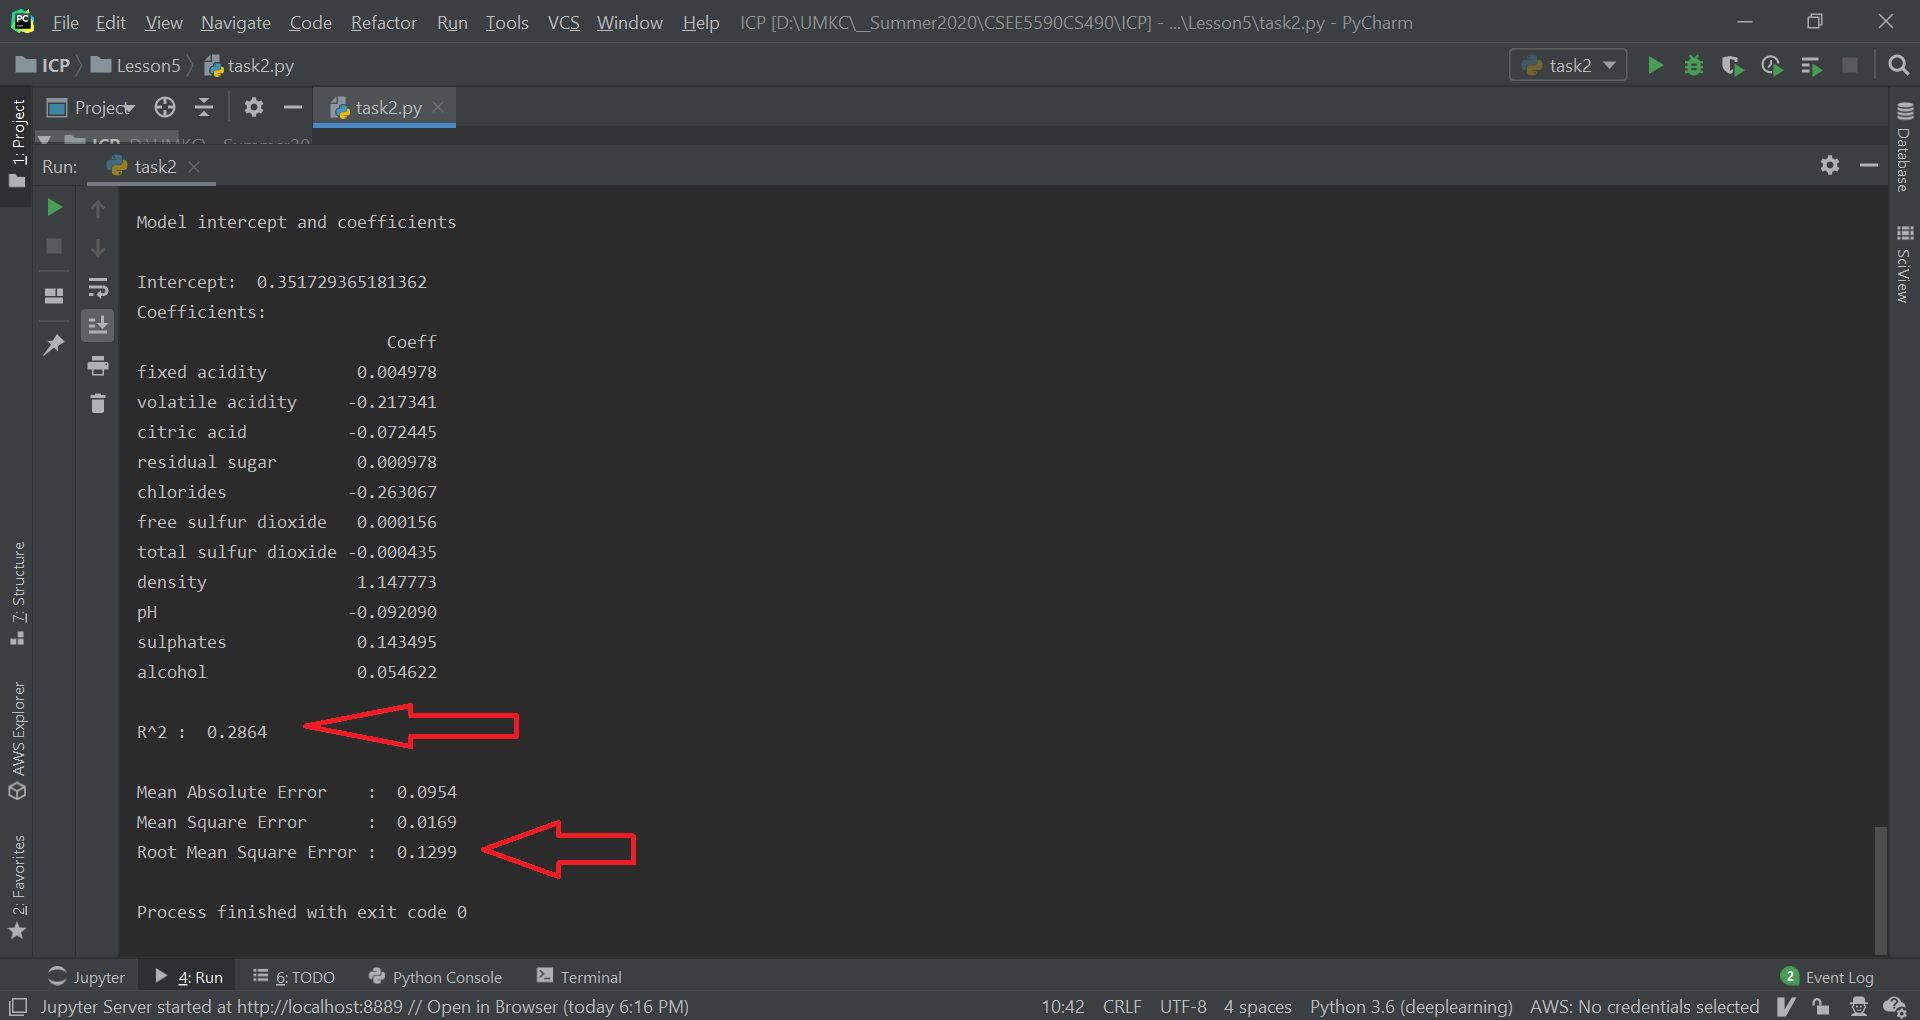 PC File Edit View Navigate Code Refactor Run Tools VCS Window Help ICP [D:\UMKC\_Summer2020\CSEE5590CS490\ICP] - ...\Lesson5\task2.py - PyCharm
ICP Lesson5 task2.py task2
Project task2.py
ICP D:\UMKC\_Summer20
Run: task2
1: Project
7: Structure
AWS Explorer
2: Favorites
Database
SciView
Model intercept and coefficients
Intercept:  0.351729365181362
Coefficients:
Coeff
fixed acidity 0.004978
volatile acidity -0.217341
citric acid -0.072445
residual sugar 0.000978
chlorides -0.263067
free sulfur dioxide 0.000156
total sulfur dioxide -0.000435
density 1.147773
pH -0.092090
sulphates 0.143495
alcohol 0.054622
R^2 :  0.2864
Mean Absolute Error    :  0.0954
Mean Square Error      :  0.0169
Root Mean Square Error :  0.1299
Process finished with exit code 0
Jupyter 4: Run 6: TODO Python Console Terminal 2 Event Log
Jupyter Server started at http://localhost:8889 // Open in Browser (today 6:16 PM) 10:42 CRLF UTF-8 4 spaces Python 3.6 (deeplearning) AWS: No credentials selected